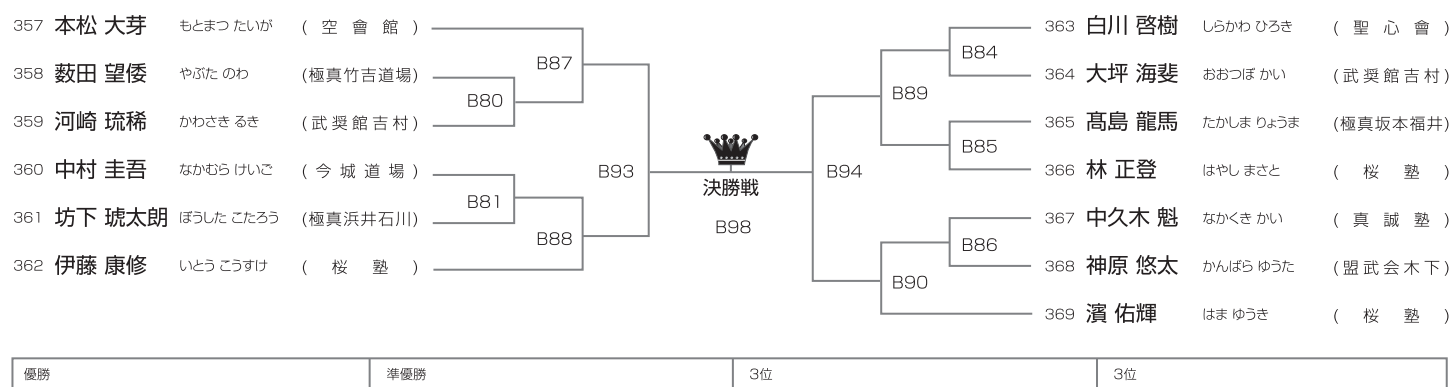 357 本松 大芽 もとまつ たいが (空會館)
358 薮田 望倭 やぶた のわ (極真竹吉道場)
359 河崎 琉稀 かわさき るき (武奨館吉村)
360 中村 圭吾 なかむら けいご (今城道場)
361 坊下 琥太朗 ぼうした こたろう (極真浜井石川)
362 伊藤 康修 いとう こうすけ (桜塾)
B87
B80
B81
B88
B93
決勝戦
B98
B94
B84
B89
B85
B86
B90
363 白川 啓樹 しらかわ ひろき (聖心會)
364 大坪 海斐 おおつぼ かい (武奨館吉村)
365 髙島 龍馬 たかしま りょうま (極真坂本福井)
366 林 正登 はやし まさと (桜塾)
367 中久木 魁 なかくき かい (真誠塾)
368 神原 悠太 かんばら ゆうた (盟武会木下)
369 濱 佑輝 はま ゆうき (桜塾)
優勝 準優勝 3位 3位